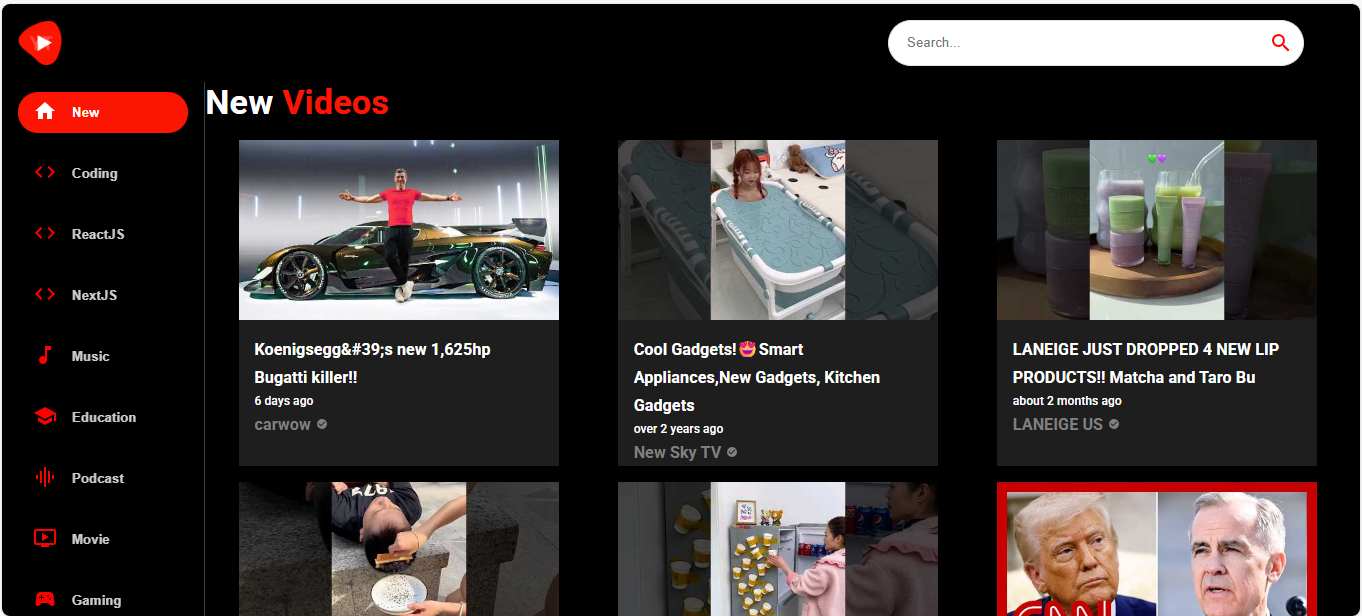 Search...
New Videos
New
Coding
ReactJS
NextJS
Music
Education
Podcast
Movie
Gaming
Koenigsegg&#39;s new 1,625hp
Bugatti killer!!
6 days ago
carwow
Cool Gadgets!🤩Smart
Appliances,New Gadgets, Kitchen
Gadgets
over 2 years ago
New Sky TV
LANEIGE JUST DROPPED 4 NEW LIP
PRODUCTS!! Matcha and Taro Bu
about 2 months ago
LANEIGE US
CNN